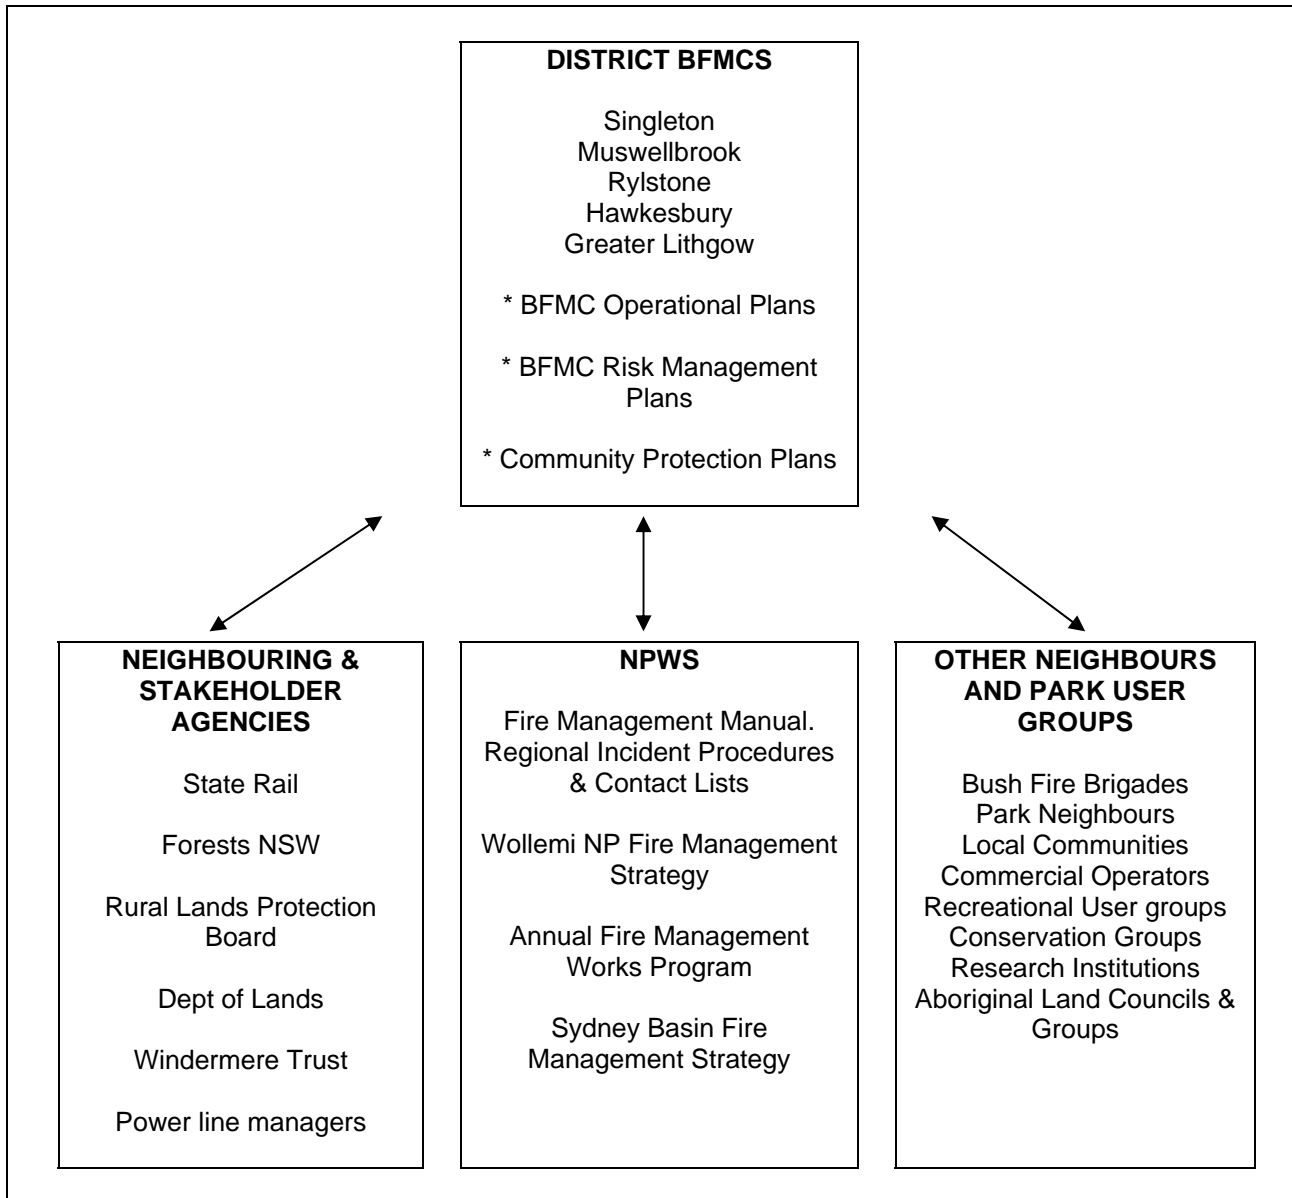 DISTRICT BFMCS
Singleton
Muswellbrook
Rylstone
Hawkesbury
Greater Lithgow
* BFMC Operational Plans
* BFMC Risk Management
Plans
* Community Protection Plans
NEIGHBOURING &
STAKEHOLDER
AGENCIES
State Rail
Forests NSW
Rural Lands Protection
Board
Dept of Lands
Windermere Trust
Power line managers
NPWS
Fire Management Manual.
Regional Incident Procedures
& Contact Lists
Wollemi NP Fire Management
Strategy
Annual Fire Management
Works Program
Sydney Basin Fire
Management Strategy
OTHER NEIGHBOURS
AND PARK USER
GROUPS
Bush Fire Brigades
Park Neighbours
Local Communities
Commercial Operators
Recreational User groups
Conservation Groups
Research Institutions
Aboriginal Land Councils &
Groups